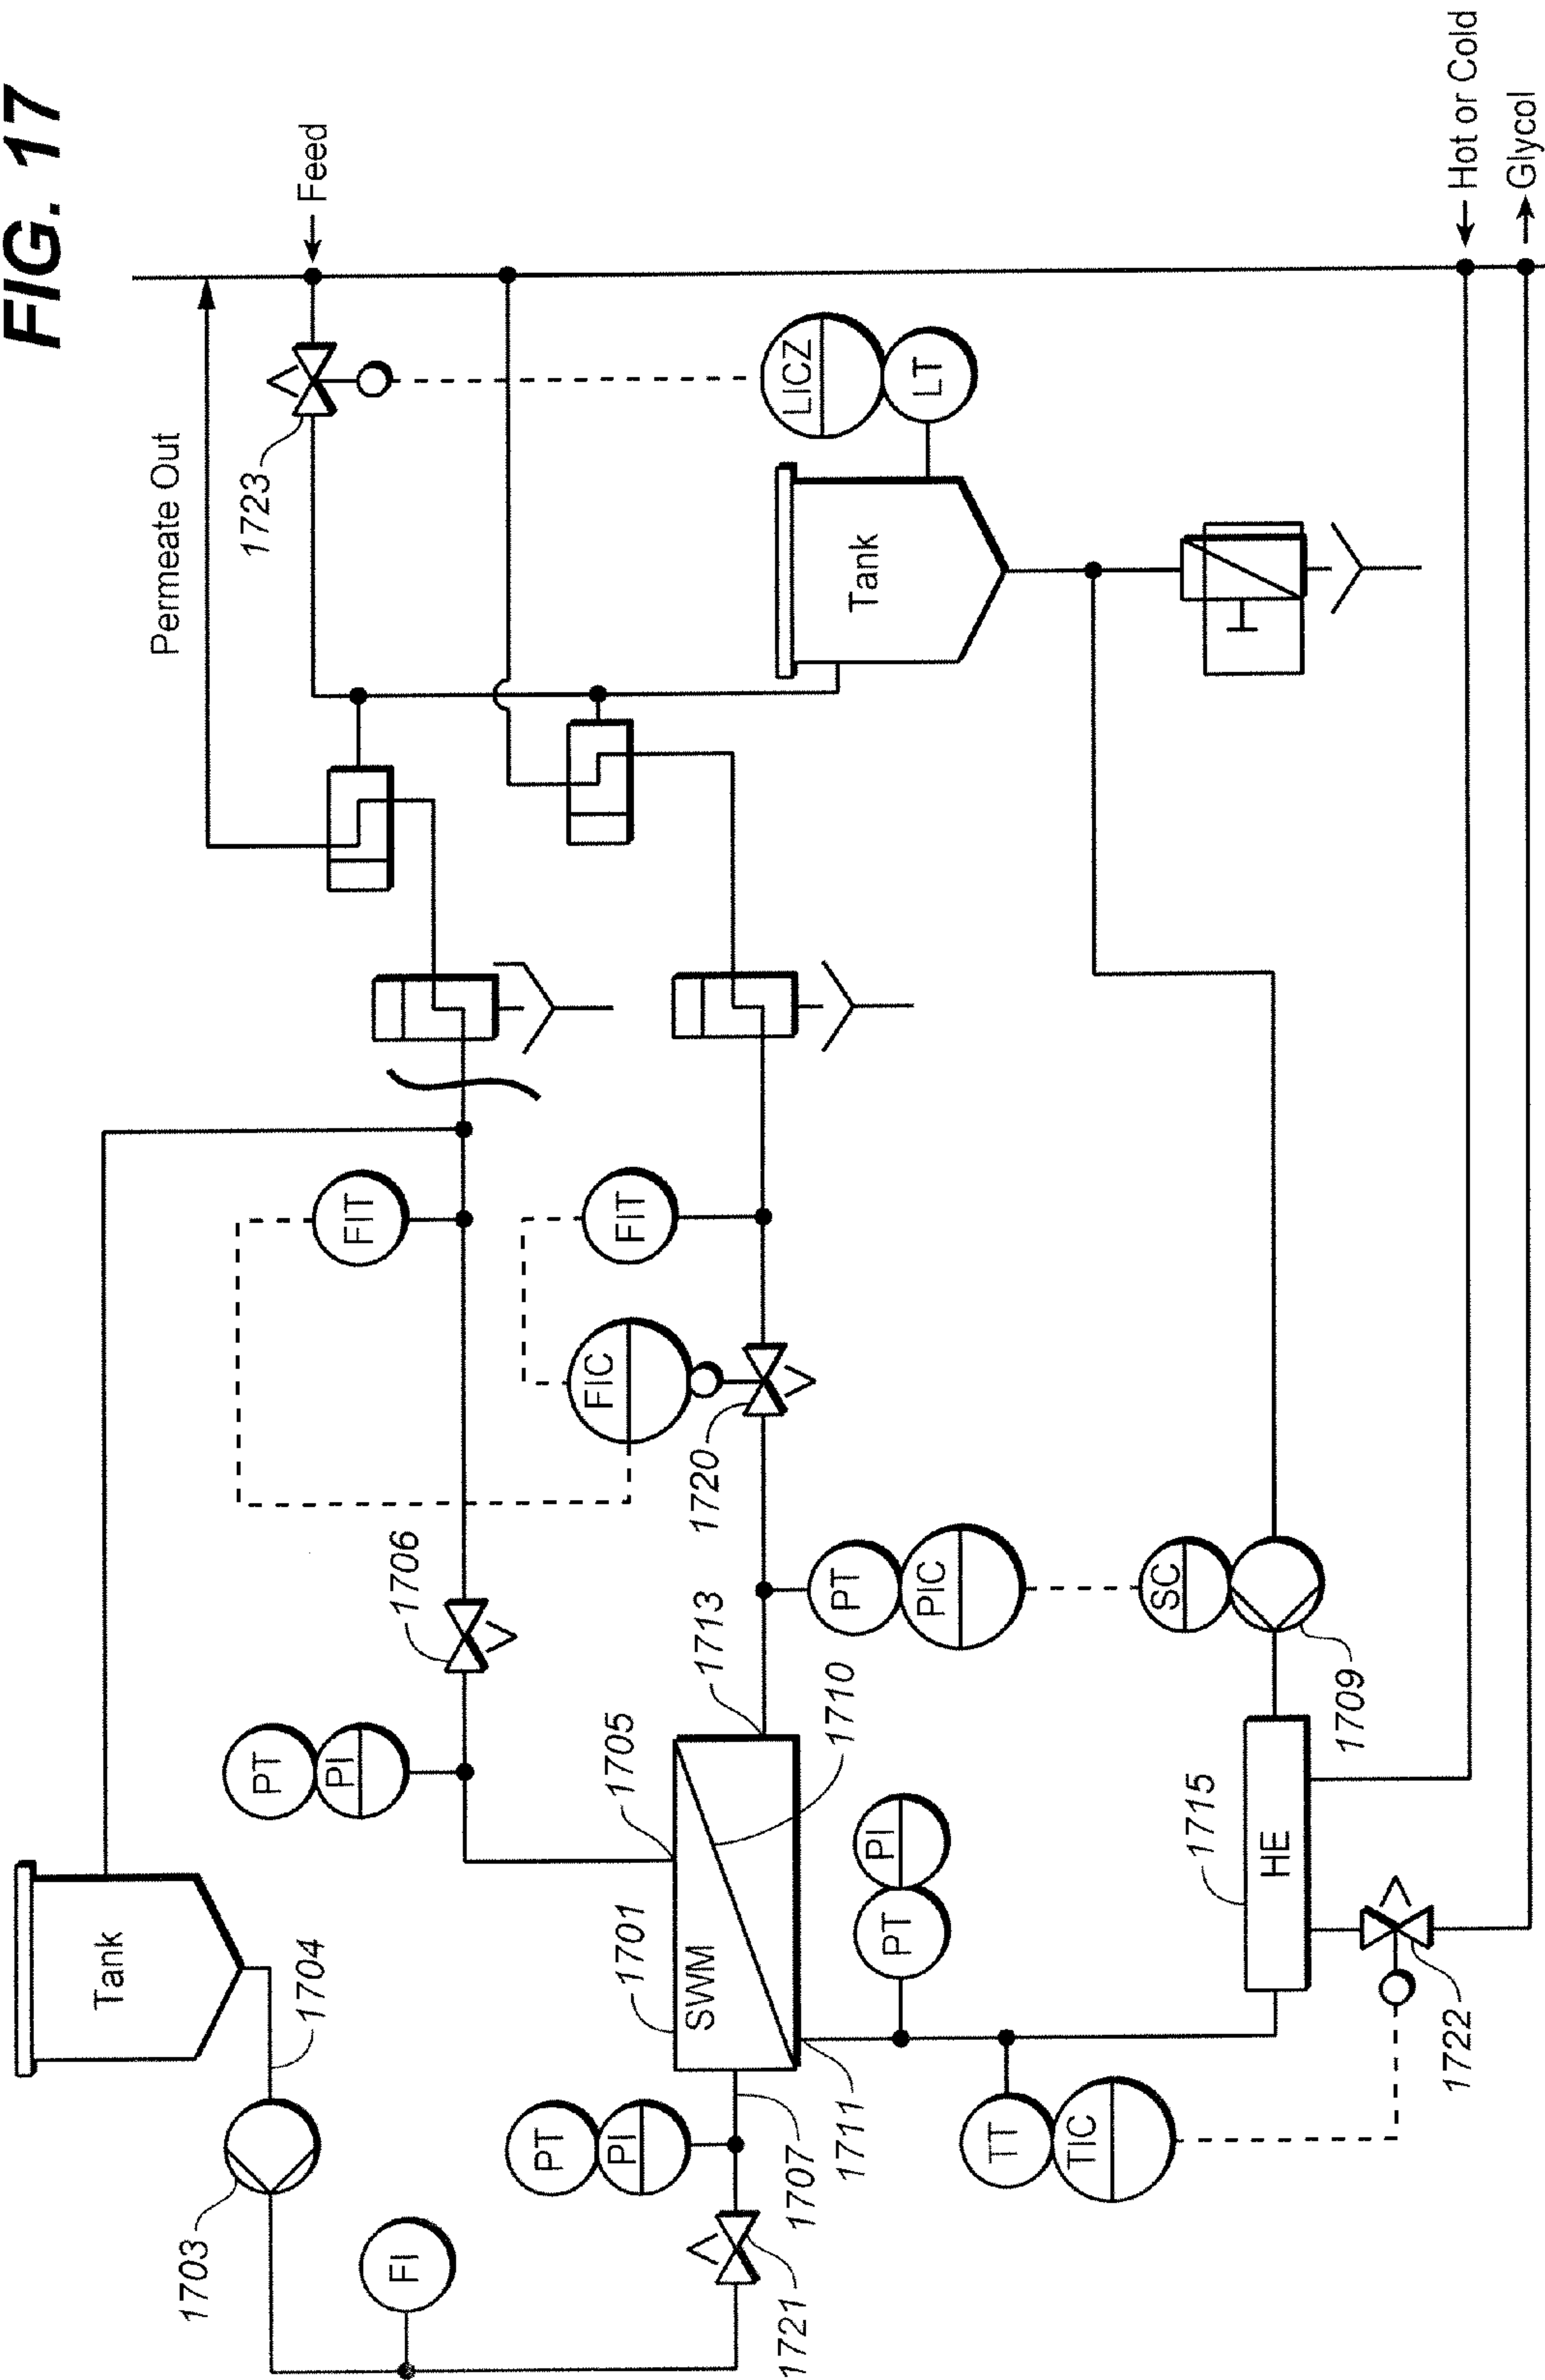 FIG. 17
Feed
Hot or Cold
Glycol
Permeate Out
1723
LICZ
LT
Tank
FIT
FIT
FIC
1720
1706
PT
PIC
SC
1709
1713
1710
1705
PT
PI
1701
SWM
PI
PT
1715
HE
1722
Tank
1704
1703
FI
PT
PI
1707
1711
TT
TIC
1721